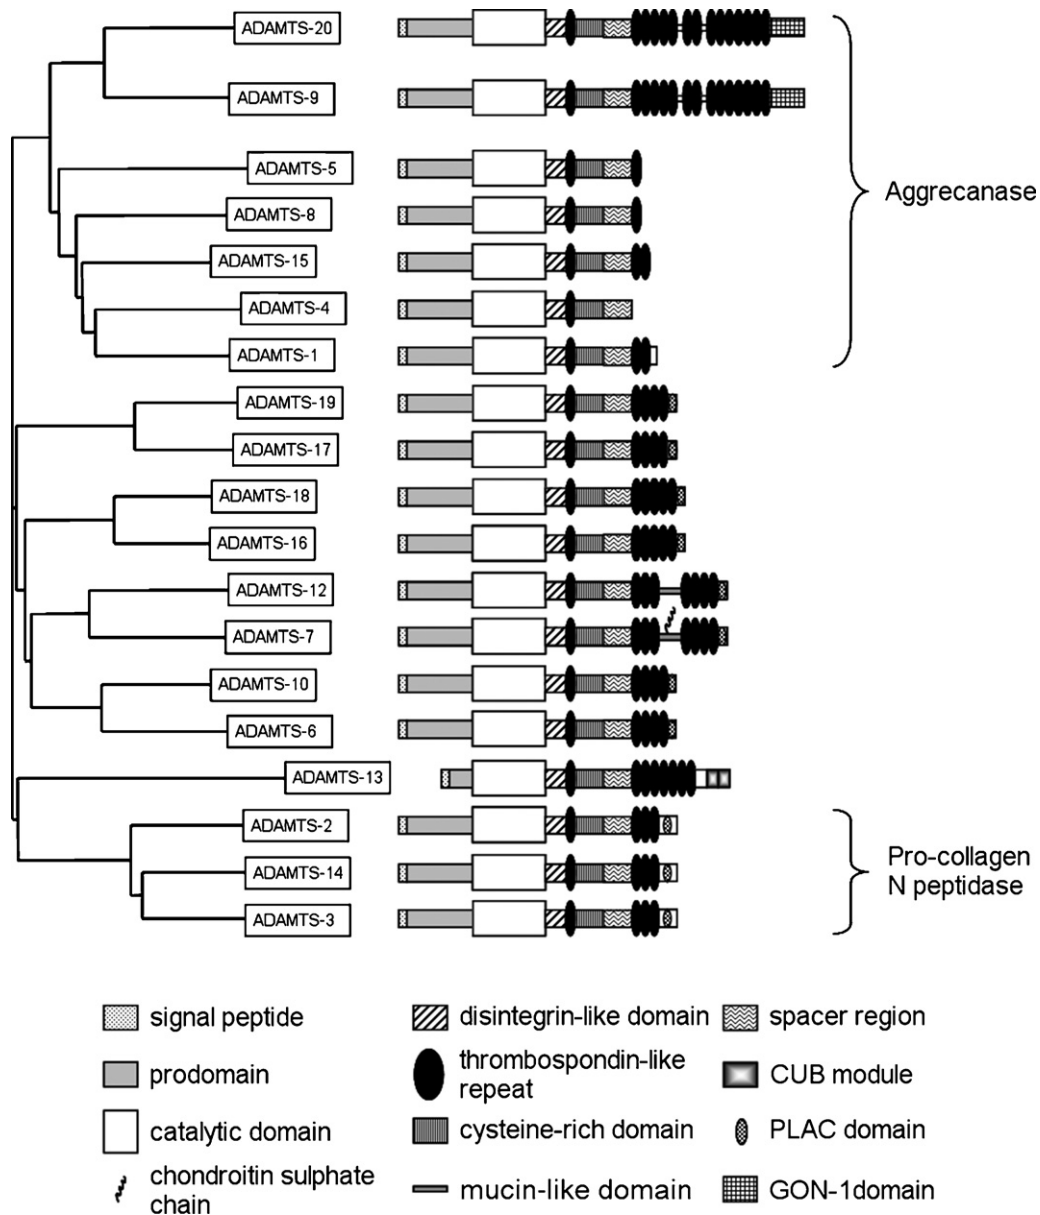 ADAMTS-20
ADAMTS-9
ADAMTS-5
Aggrecanase
ADAMTS-8
ADAMTS-15
ADAMTS-4
ADAMTS-1
ADAMTS-19
ADAMTS-17
ADAMTS-18
ADAMTS-16
ADAMTS-12
ADAMTS-7
ADAMTS-10
ADAMTS-6
ADAMTS-13
ADAMTS-2
ADAMTS-14
ADAMTS-3
Pro-collagen
N peptidase
signal peptide
prodomain
catalytic domain
chondroitin sulphate
chain
disintegrin-like domain
thrombospondin-like
repeat
cysteine-rich domain
mucin-like domain
spacer region
CUB module
PLAC domain
GON-1domain